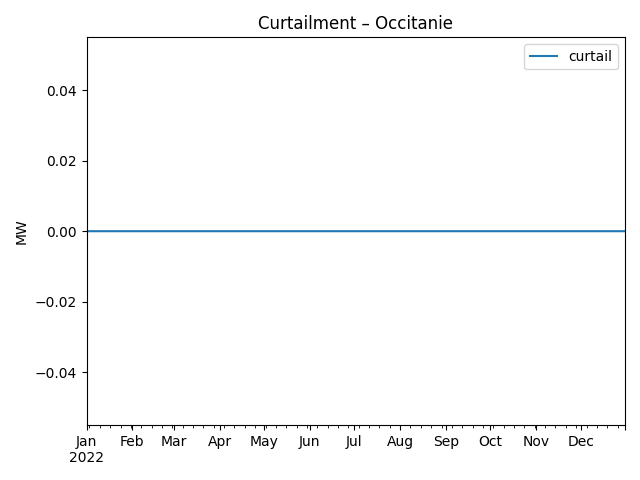 Curtailment – Occitanie
curtail
0.04
0.02
0.00
−0.02
−0.04
MW
Jan Feb Mar Apr May Jun Jul Aug Sep Oct Nov Dec
2022